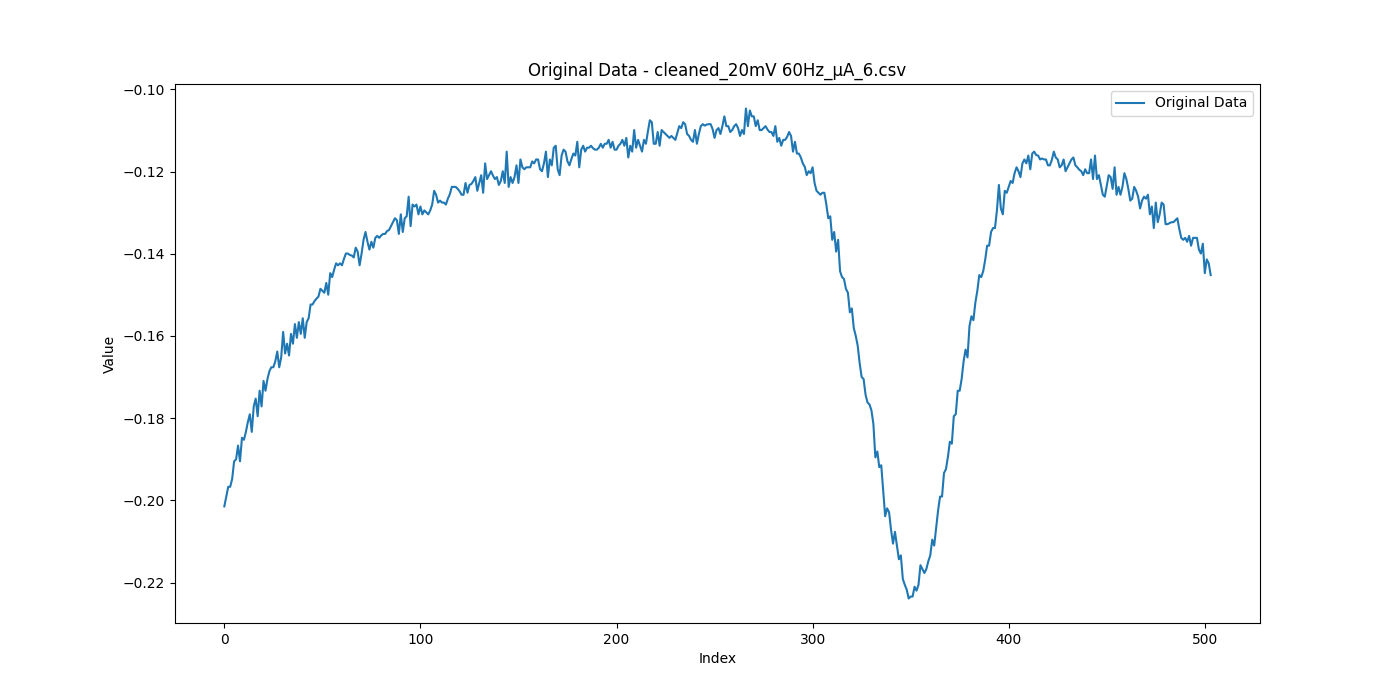 Original Data - cleaned_20mV 60Hz_μA_6.csv
Original Data
−0.10
−0.12
−0.14
−0.16
−0.18
−0.20
−0.22
Value
0 100 200 300 400 500
Index